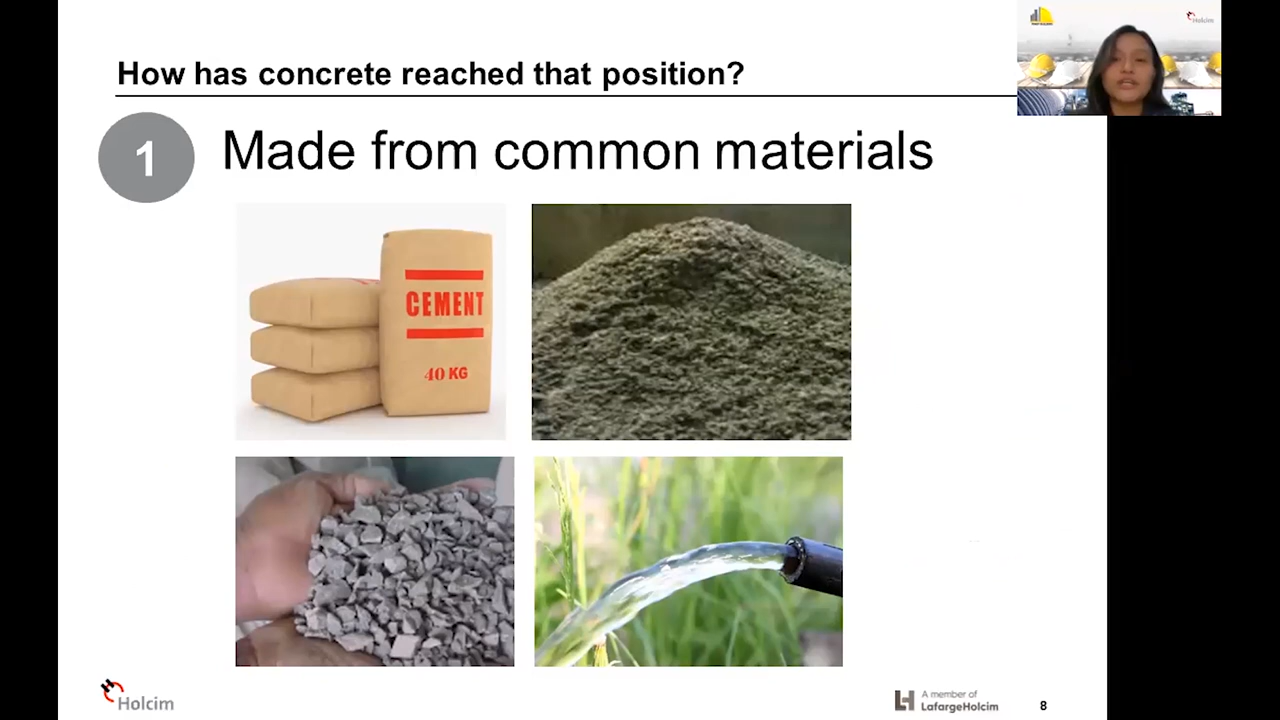 How has concrete reached that position?
1
Made from common materials
CEMENT
40 KG
Holcim
Holcim
A member of
LafargeHolcim
8